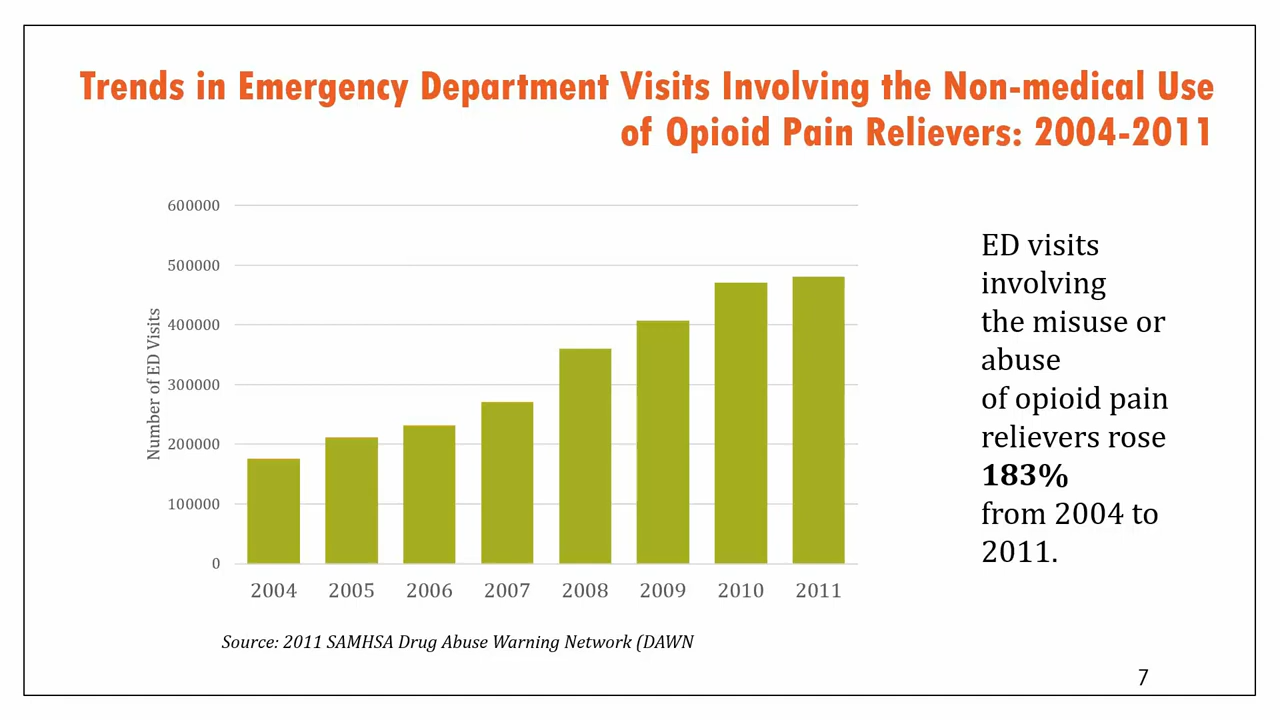 Trends in Emergency Department Visits Involving the Non-medical Use
of Opioid Pain Relievers: 2004-2011
600000
500000
400000
300000
200000
100000
0
Number of ED Visits
2004 2005 2006 2007 2008 2009 2010 2011
Source: 2011 SAMHSA Drug Abuse Warning Network (DAWN
ED visits
involving
the misuse or
abuse
of opioid pain
relievers rose
183%
from 2004 to
2011.
7